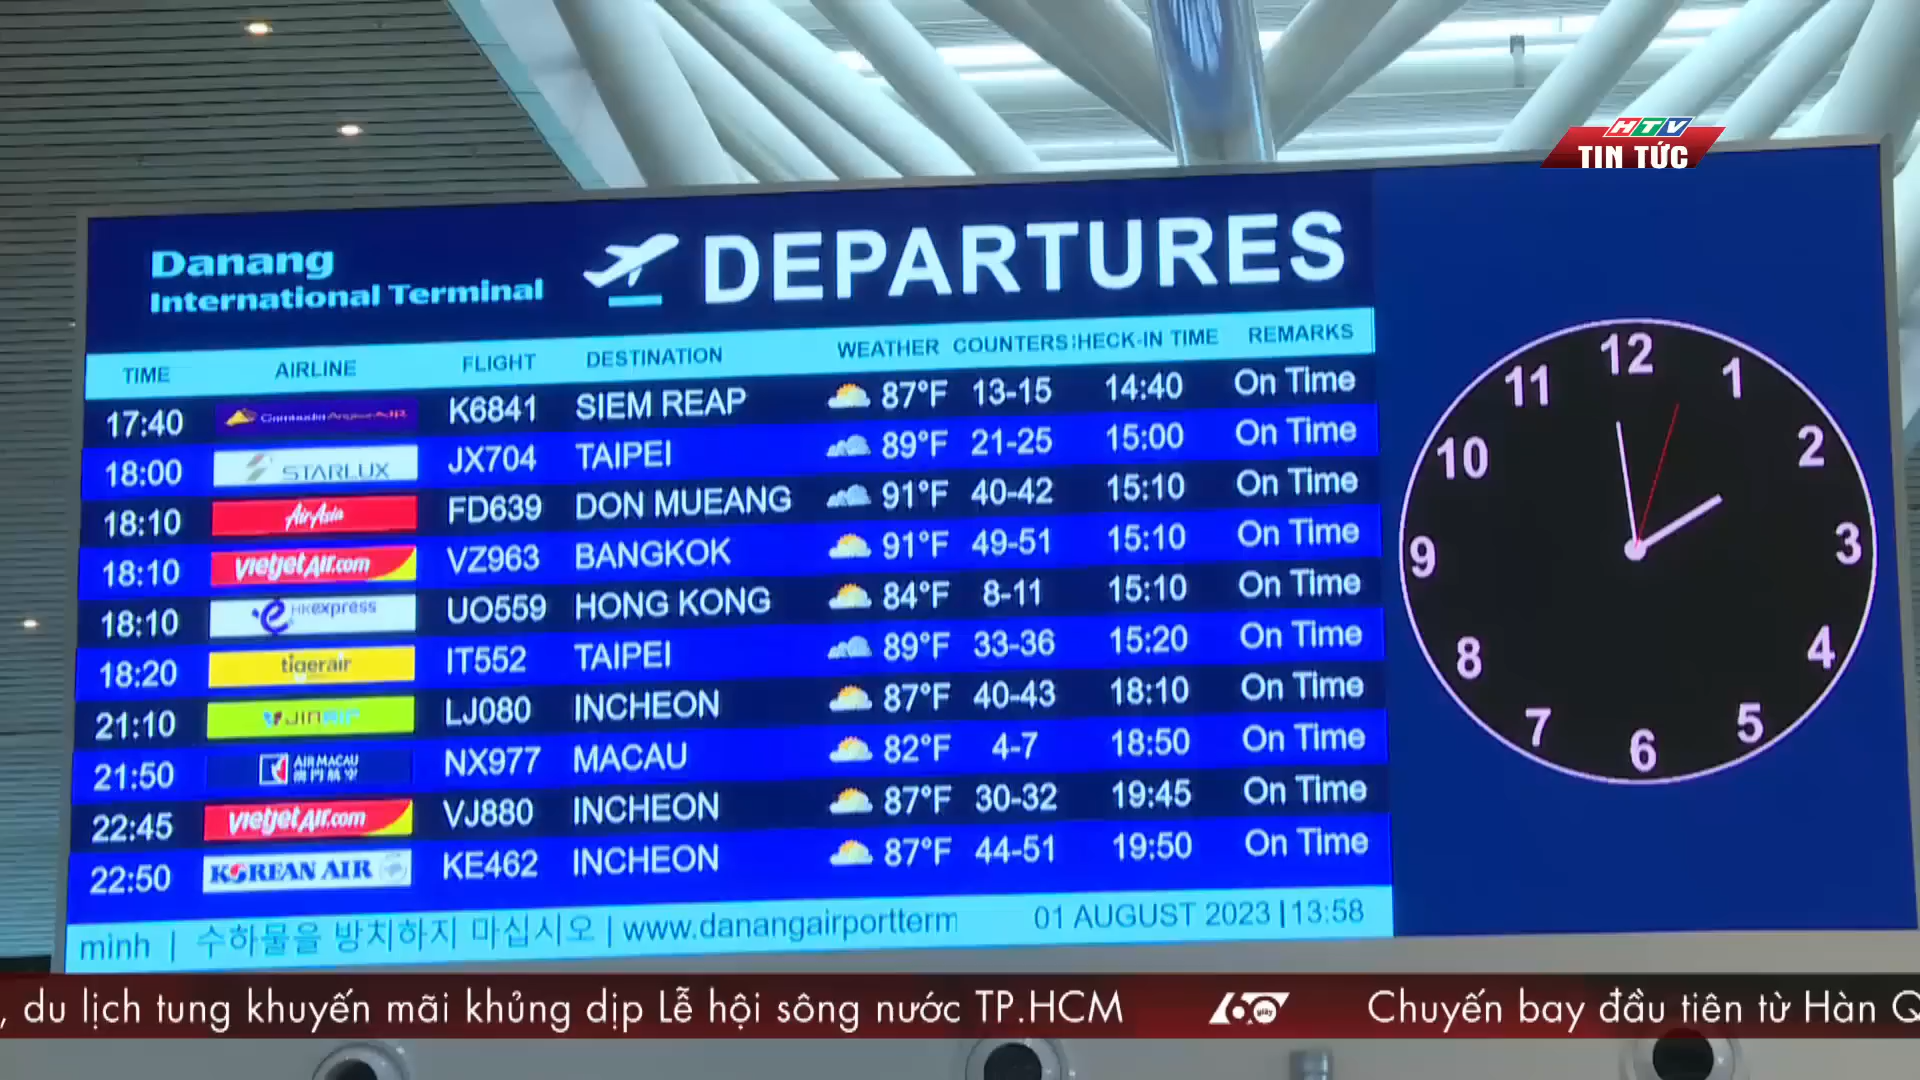 HTV
TIN TỨC
Danang
International Terminal
DEPARTURES
TIME AIRLINE FLIGHT DESTINATION WEATHER COUNTERS HECK-IN TIME REMARKS
17:40 Cambodia Angkor AIR K6841 SIEM REAP 87°F 13-15 14:40 On Time
18:00 STARLUX JX704 TAIPEI 89°F 21-25 15:00 On Time
18:10 AirAsia FD639 DON MUEANG 91°F 40-42 15:10 On Time
18:10 vietjetAir.com VZ963 BANGKOK 91°F 49-51 15:10 On Time
18:10 HKexpress UO559 HONG KONG 84°F 8-11 15:10 On Time
18:20 tigerair IT552 TAIPEI 89°F 33-36 15:20 On Time
21:10 JINAIR LJ080 INCHEON 87°F 40-43 18:10 On Time
21:50 AIR MACAU 澳門航空 NX977 MACAU 82°F 4-7 18:50 On Time
22:45 vietjetAir.com VJ880 INCHEON 87°F 30-32 19:45 On Time
22:50 KOREAN AIR KE462 INCHEON 87°F 44-51 19:50 On Time
minh | 수하물을 방치하지 마십시오 | www.danangairportterm 01 AUGUST 2023 | 13:58
12
1
2
3
4
5
6
7
8
9
10
11
, du lịch tung khuyến mãi khủng dịp Lễ hội sông nước TP.HCM 60 giây Chuyến bay đầu tiên từ Hàn Q